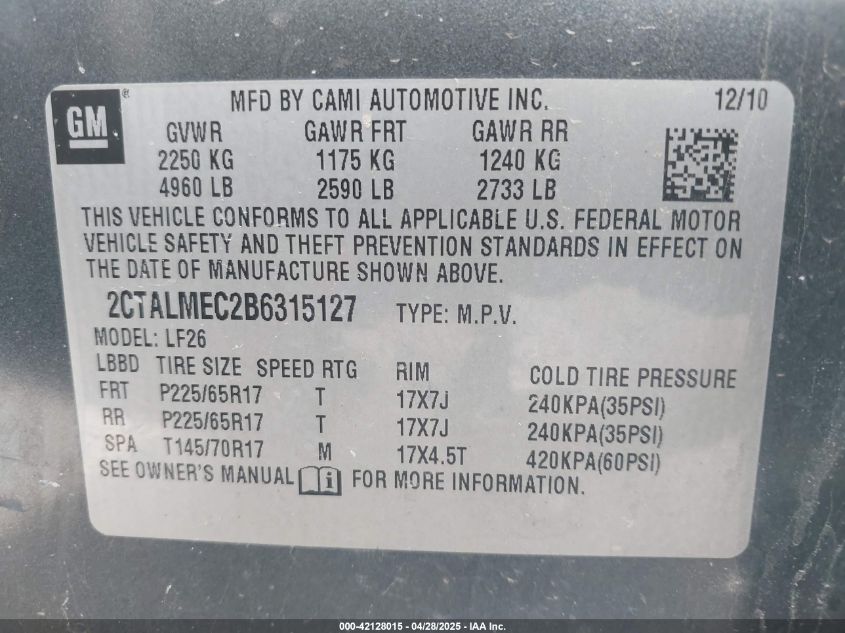 GM® MFD BY CAMI AUTOMOTIVE INC. 12/10
GVWR GAWR FRT GAWR RR
2250 KG 1175 KG 1240 KG
4960 LB 2590 LB 2733 LB
THIS VEHICLE CONFORMS TO ALL APPLICABLE U.S. FEDERAL MOTOR
VEHICLE SAFETY AND THEFT PREVENTION STANDARDS IN EFFECT ON
THE DATE OF MANUFACTURE SHOWN ABOVE.
2CTALMEC2B6315127 TYPE: M.P.V.
MODEL: LF26
LBBD TIRE SIZE SPEED RTG RIM COLD TIRE PRESSURE
FRT P225/65R17 T 17X7J 240KPA(35PSI)
RR P225/65R17 T 17X7J 240KPA(35PSI)
SPA T145/70R17 M 17X4.5T 420KPA(60PSI)
SEE OWNER'S MANUAL i FOR MORE INFORMATION.
000-42128015 - 04/28/2025 - IAA Inc.